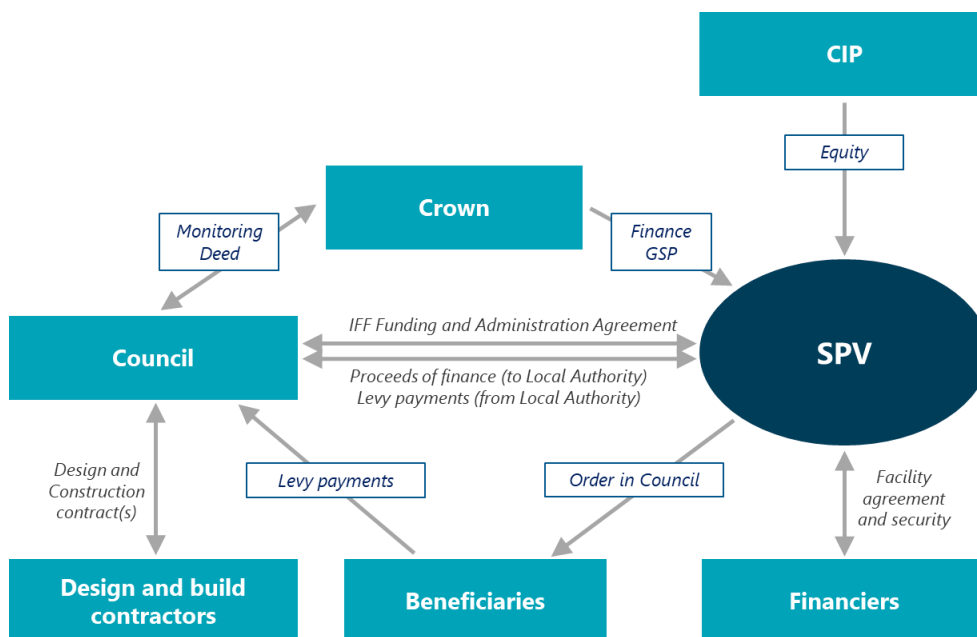 CIP
Equity
Crown
Monitoring
Deed
Finance
GSP
IFF Funding and Administration Agreement
Council
SPV
Proceeds of finance (to Local Authority)
Levy payments (from Local Authority)
Design and
Construction
contract(s)
Levy payments
Order in Council
Facility
agreement
and security
Design and build
contractors
Beneficiaries
Financiers